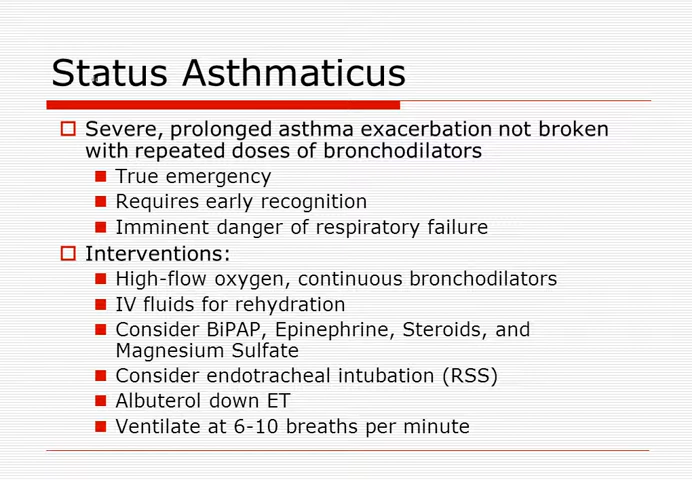 Status Asthmaticus
Severe, prolonged asthma exacerbation not broken
with repeated doses of bronchodilators
True emergency
Requires early recognition
Imminent danger of respiratory failure
Interventions:
High-flow oxygen, continuous bronchodilators
IV fluids for rehydration
Consider BiPAP, Epinephrine, Steroids, and
Magnesium Sulfate
Consider endotracheal intubation (RSS)
Albuterol down ET
Ventilate at 6-10 breaths per minute